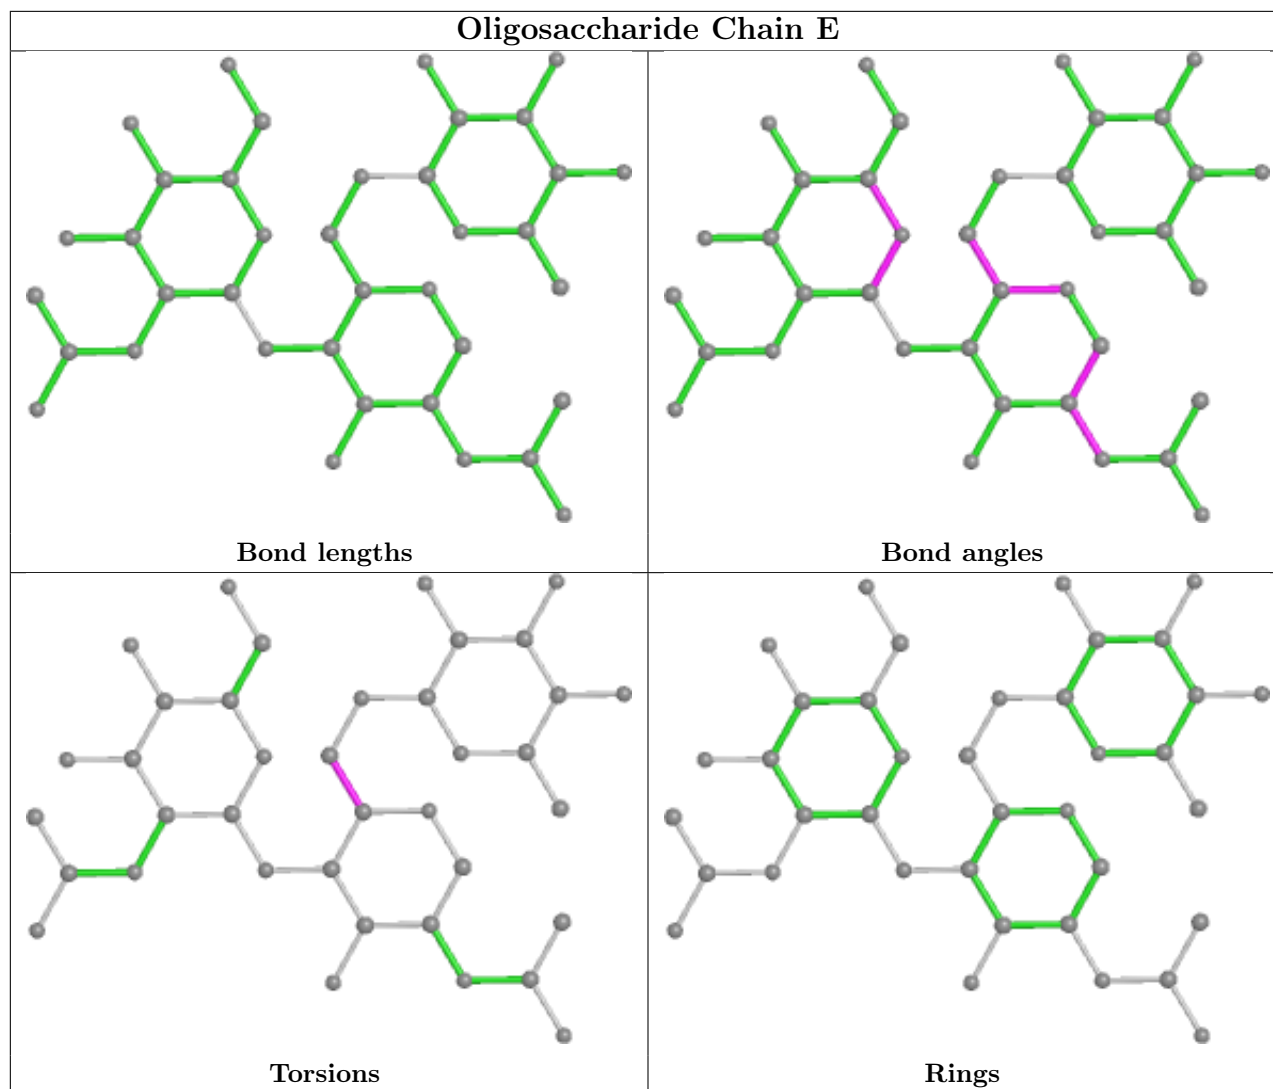 Oligosaccharide Chain E
Bond lengths
Bond angles
Torsions
Rings